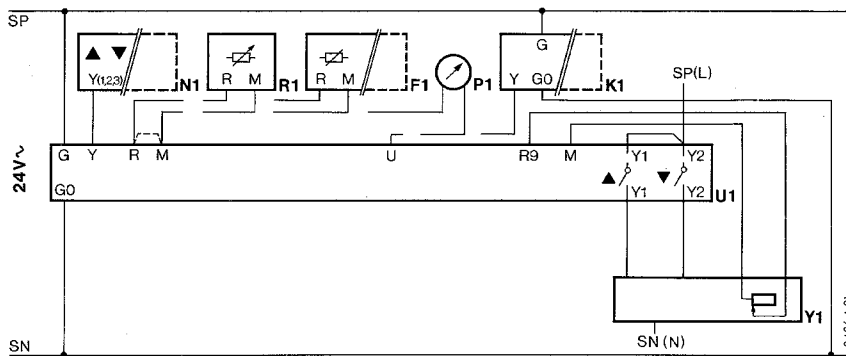 SP
G
Y(1,2,3)
N1
R M
R1
R M
F1
P1
Y G0
K1
SP(L)
24V~
G Y R M U R9 M Y1 Y2
G0
Y1 Y2
U1
Y1
SN (N)
SN